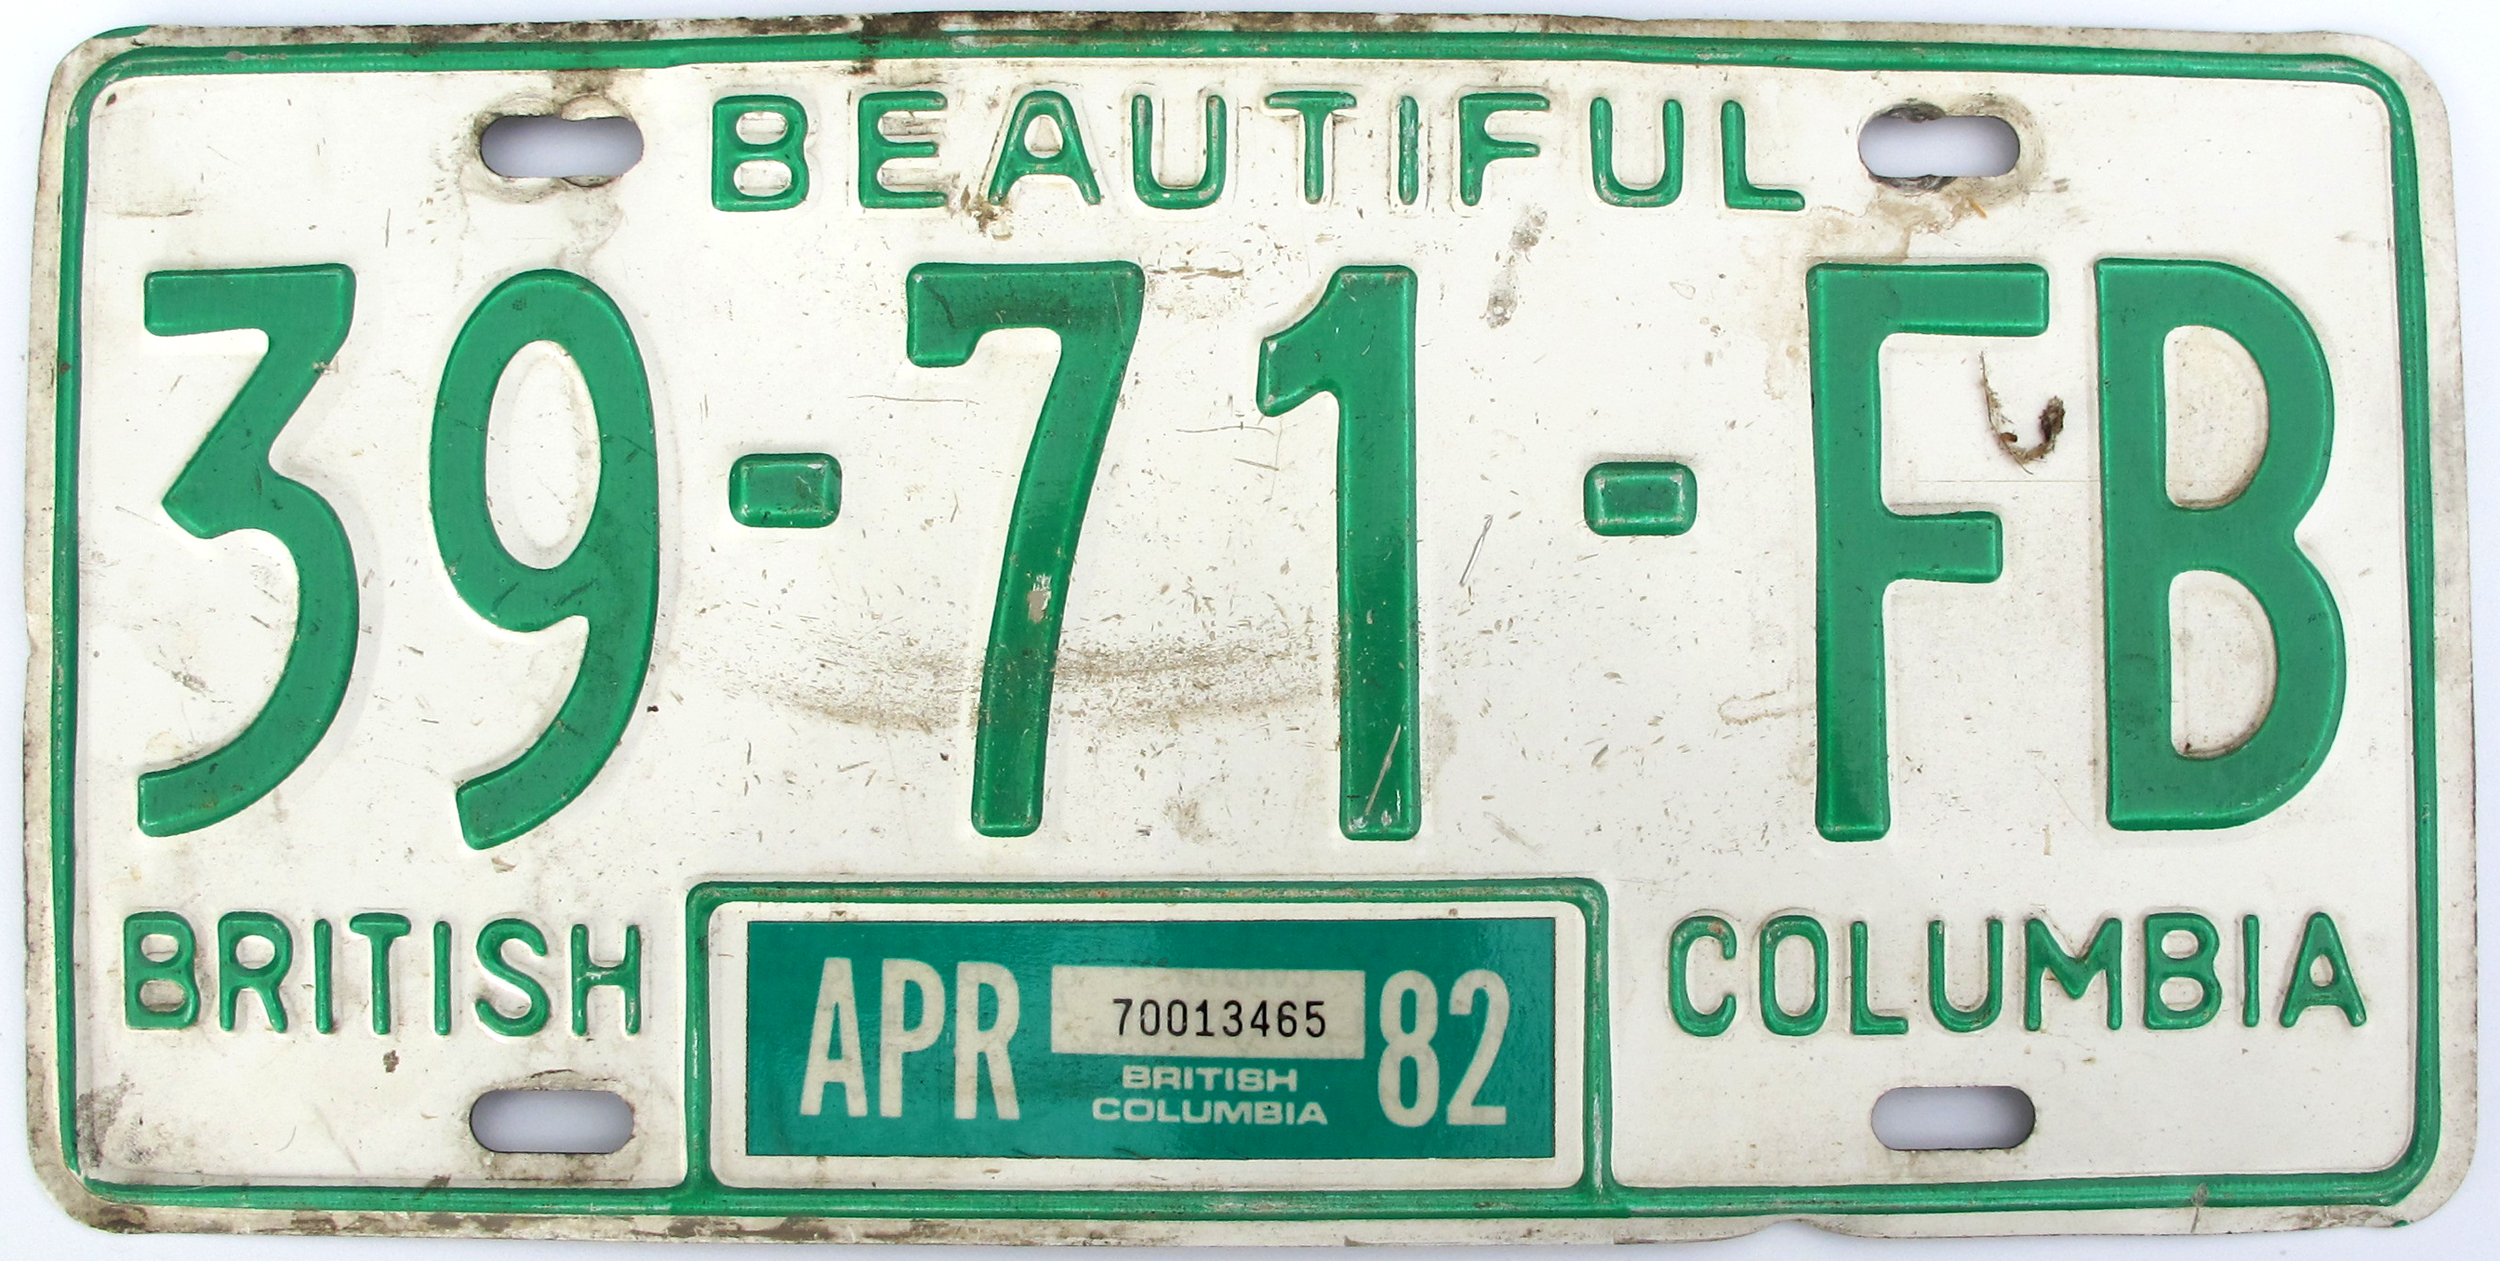 BEAUTIFUL
39-71-FB
BRITISH COLUMBIA
APR 70013465 82
BRITISH
COLUMBIA